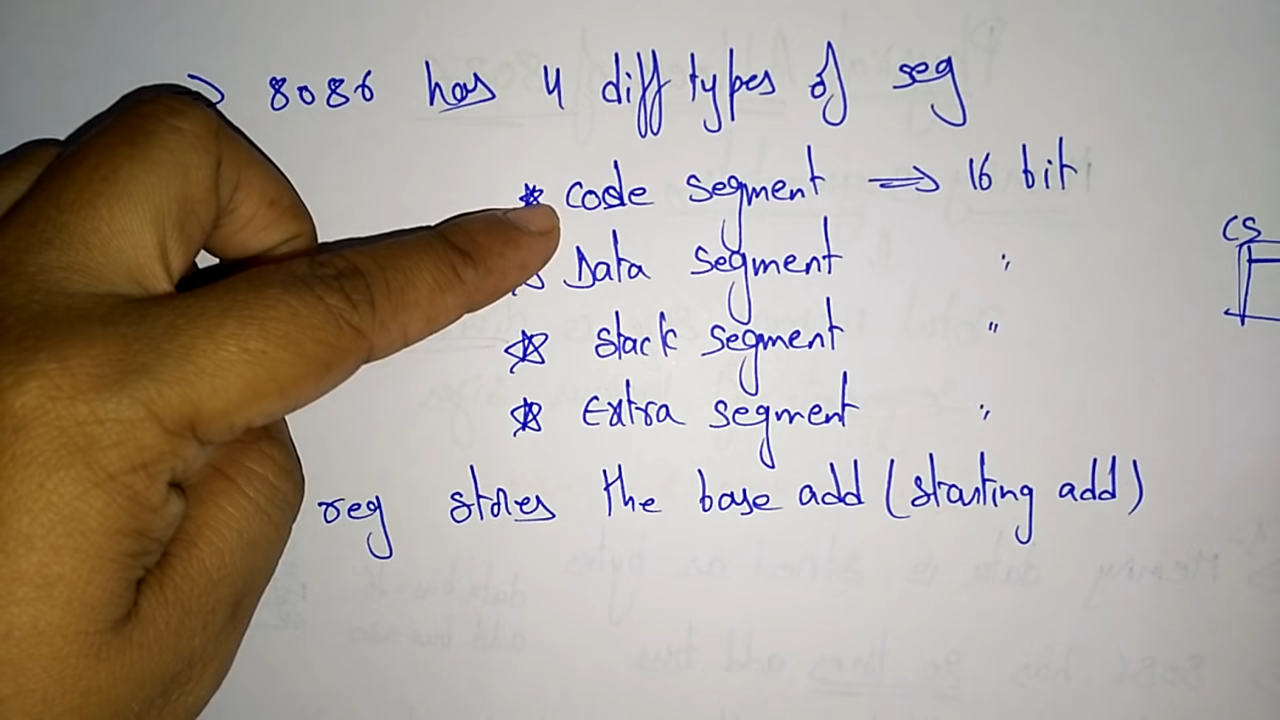 → 8086 has 4 diff types of seg
* Code segment ⇒ 16 bit
CS
Data segment "
* Stack segment "
* Extra segment "
reg stores the base add (starting add)